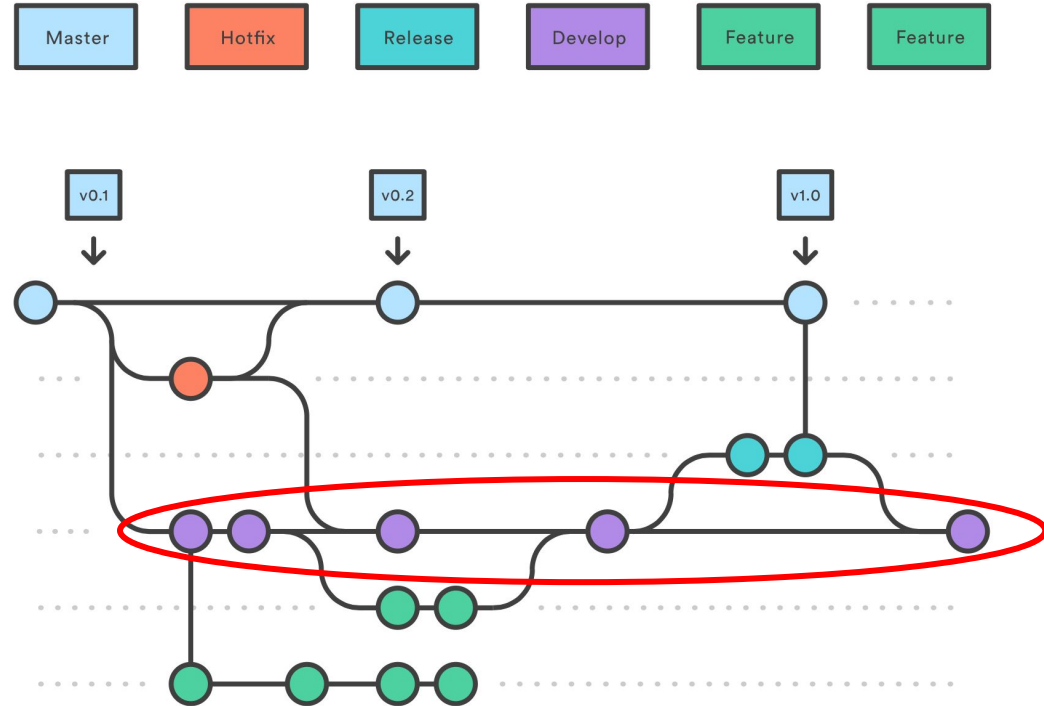 Master
Hotfix
Release
Develop
Feature
Feature
v0.1
v0.2
v1.0